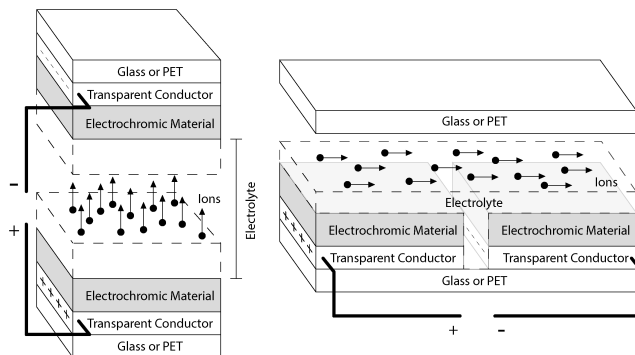 Glass or PET
Transparent Conductor
Electrochromic Material
-
+
Ions
Electrolyte
Electrochromic Material
Transparent Conductor
Glass or PET
Glass or PET
Ions
Electrolyte
Electrochromic Material
Electrochromic Material
Transparent Conductor
Transparent Conductor
Glass or PET
+ -